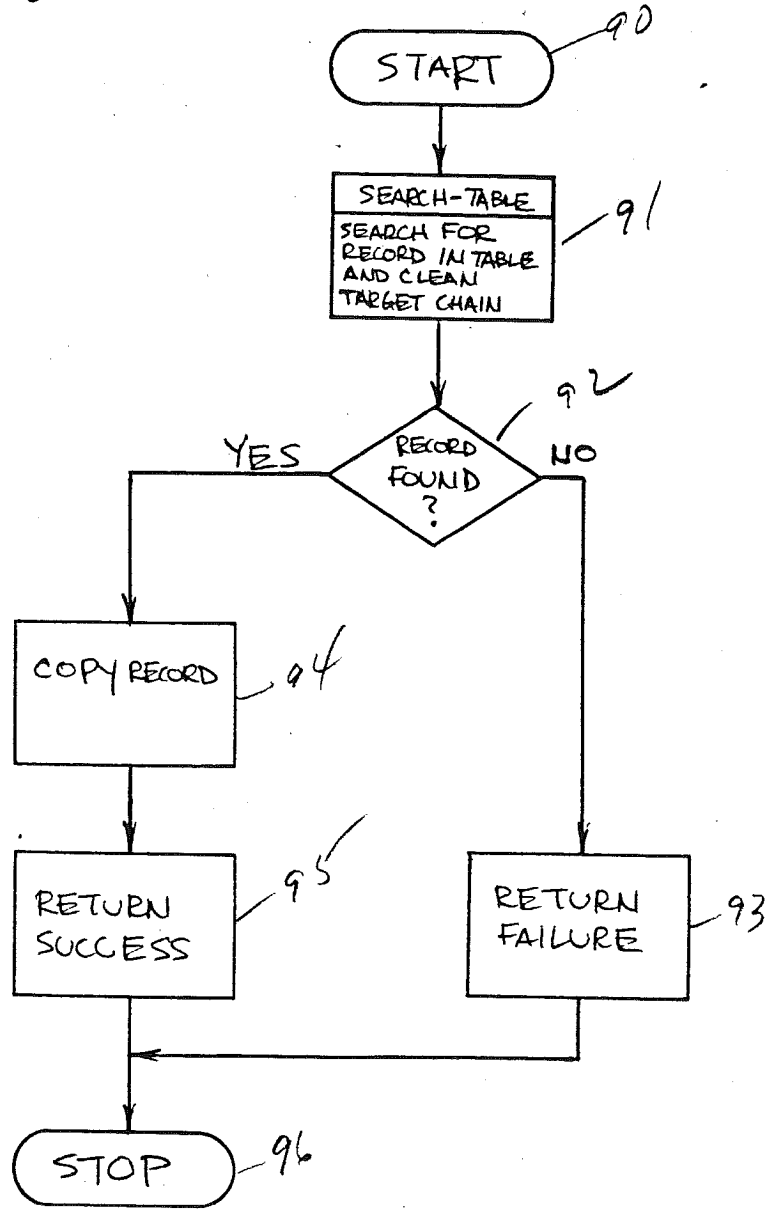 90
START
SEARCH-TABLE
SEARCH FOR
RECORD IN TABLE
AND CLEAN
TARGET CHAIN
91
92
YES
RECORD
FOUND
?
NO
COPY RECORD
94
RETURN
SUCCESS
95
RETURN
FAILURE
93
STOP
96